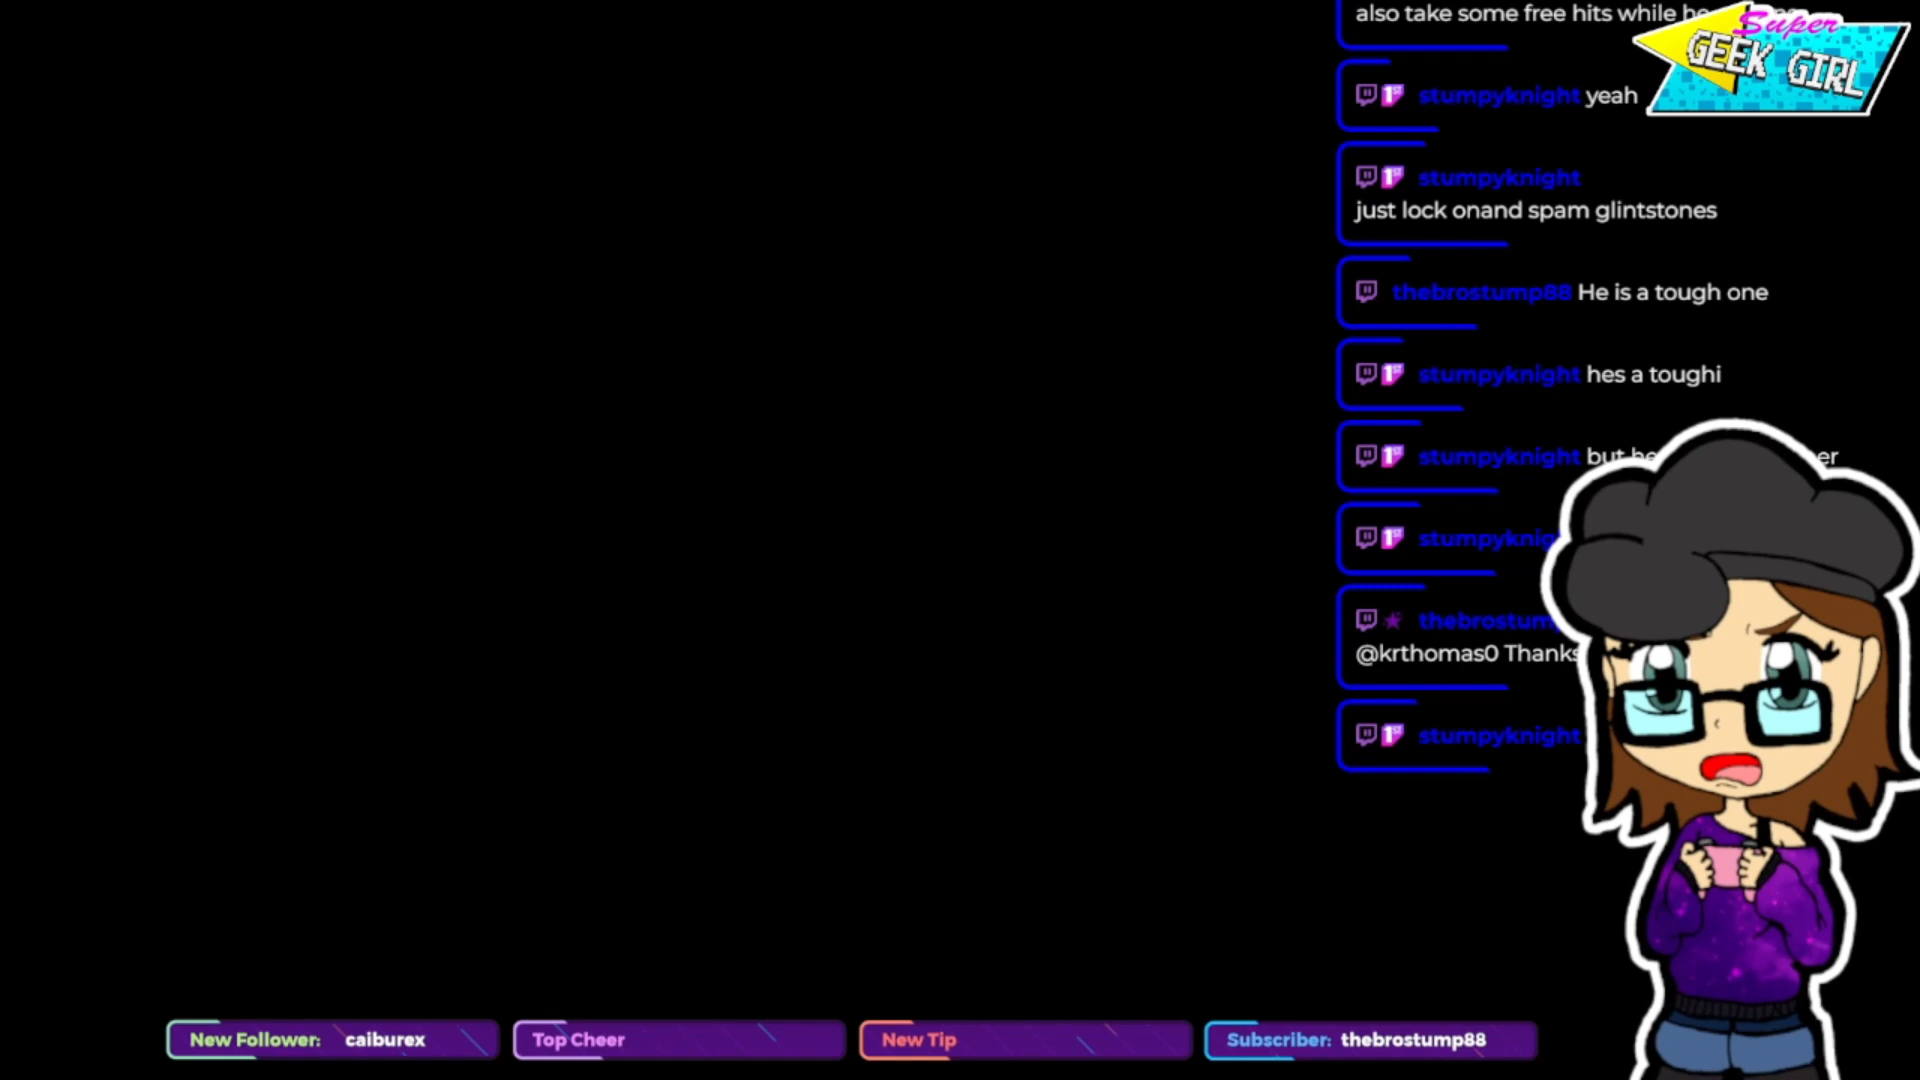 also take some free hits while
Super
GEEK GIRL
stumpyknight yeah
stumpyknight
just lock onand spam glintstones
thebrostump88 He is a tough one
stumpyknight hes a toughi
stumpyknight but
thebrostum
@krthomas0 Thanks
stumpyknight
New Follower: caiburex
Top Cheer
New Tip
Subscriber: thebrostump88